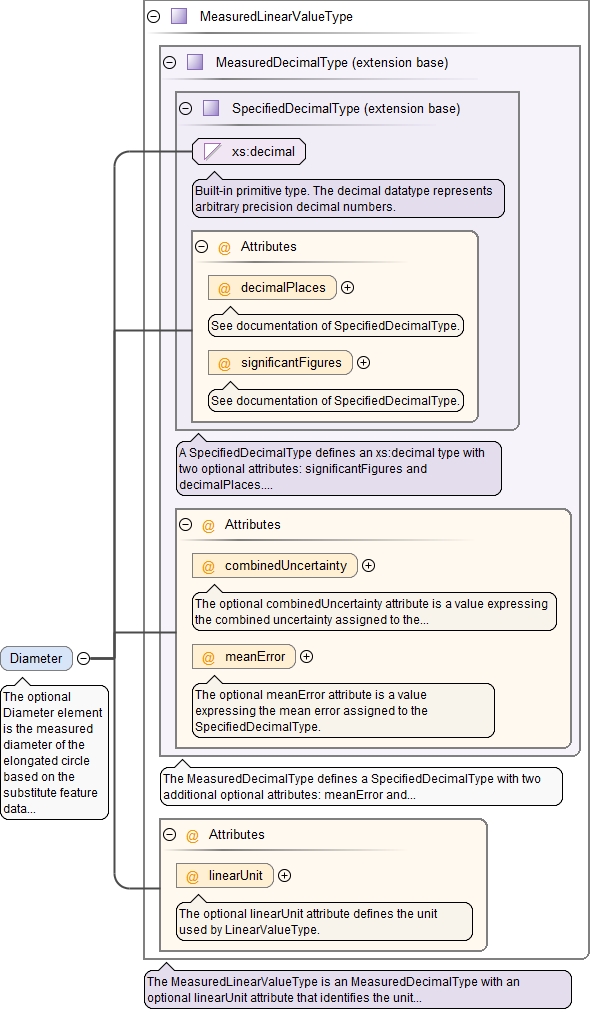 MeasuredLinearValueType
MeasuredDecimalType (extension base)
SpecifiedDecimalType (extension base)
xs:decimal
Built-in primitive type. The decimal datatype represents
arbitrary precision decimal numbers.
@ Attributes
@ decimalPlaces
See documentation of SpecifiedDecimalType.
@ significantFigures
See documentation of SpecifiedDecimalType.
A SpecifiedDecimalType defines an xs:decimal type with
two optional attributes: significantFigures and
decimalPlaces....
@ Attributes
@ combinedUncertainty
The optional combinedUncertainty attribute is a value expressing
the combined uncertainty assigned to the...
@ meanError
The optional meanError attribute is a value
expressing the mean error assigned to the
SpecifiedDecimalType.
Diameter
The optional
Diameter element
is the measured
diameter of the
elongated circle
based on the
substitute feature
data...
The MeasuredDecimalType defines a SpecifiedDecimalType with two
additional optional attributes: meanError and...
@ Attributes
@ linearUnit
The optional linearUnit attribute defines the unit
used by LinearValueType.
The MeasuredLinearValueType is an MeasuredDecimalType with an
optional linearUnit attribute that identifies the unit...